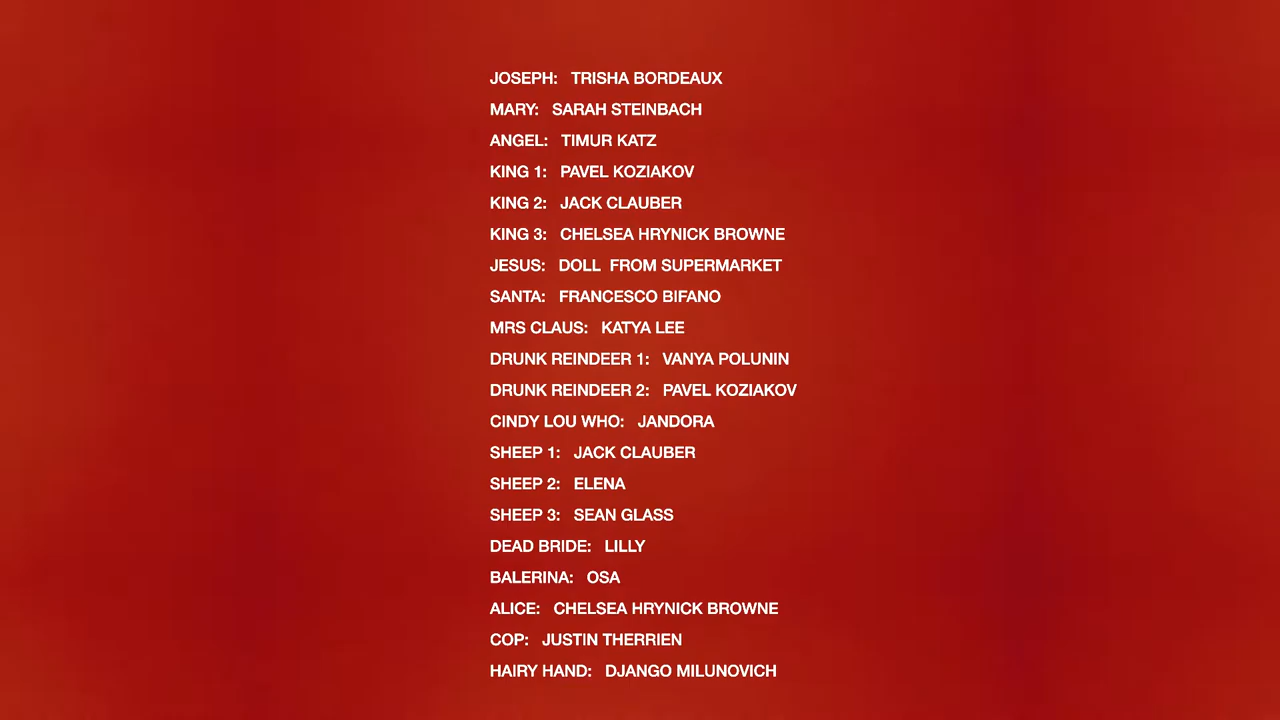 JOSEPH: TRISHA BORDEAUX
MARY: SARAH STEINBACH
ANGEL: TIMUR KATZ
KING 1: PAVEL KOZIAKOV
KING 2: JACK CLAUBER
KING 3: CHELSEA HRYNICK BROWNE
JESUS: DOLL FROM SUPERMARKET
SANTA: FRANCESCO BIFANO
MRS CLAUS: KATYA LEE
DRUNK REINDEER 1: VANYA POLUNIN
DRUNK REINDEER 2: PAVEL KOZIAKOV
CINDY LOU WHO: JANDORA
SHEEP 1: JACK CLAUBER
SHEEP 2: ELENA
SHEEP 3: SEAN GLASS
DEAD BRIDE: LILLY
BALERINA: OSA
ALICE: CHELSEA HRYNICK BROWNE
COP: JUSTIN THERRIEN
HAIRY HAND: DJANGO MILUNOVICH